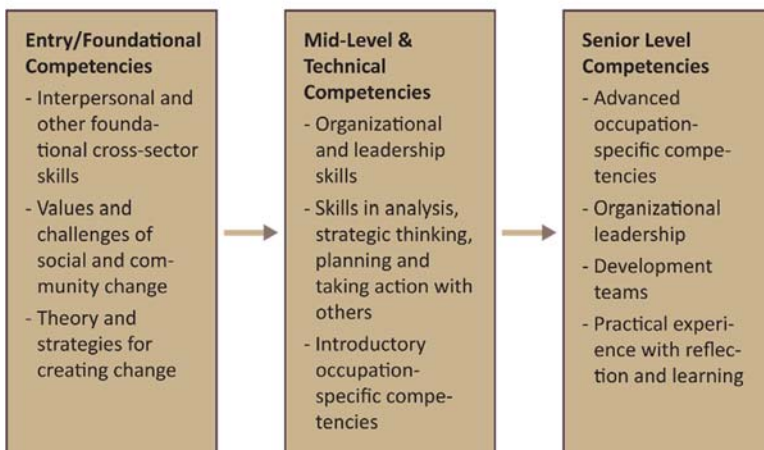 Entry/Foundational
Competencies
- Interpersonal and
other founda-
tional cross-sector
skills
- Values and
challenges of
social and com-
munity change
- Theory and
strategies for
creating change
Mid-Level &
Technical
Competencies
- Organizational
and leadership
skills
- Skills in analysis,
strategic thinking,
planning and
taking action with
others
- Introductory
occupation-
specific compe-
tencies
Senior Level
Competencies
- Advanced
occupation-
specific compe-
tencies
- Organizational
leadership
- Development
teams
- Practical experi-
ence with reflec-
tion and learning